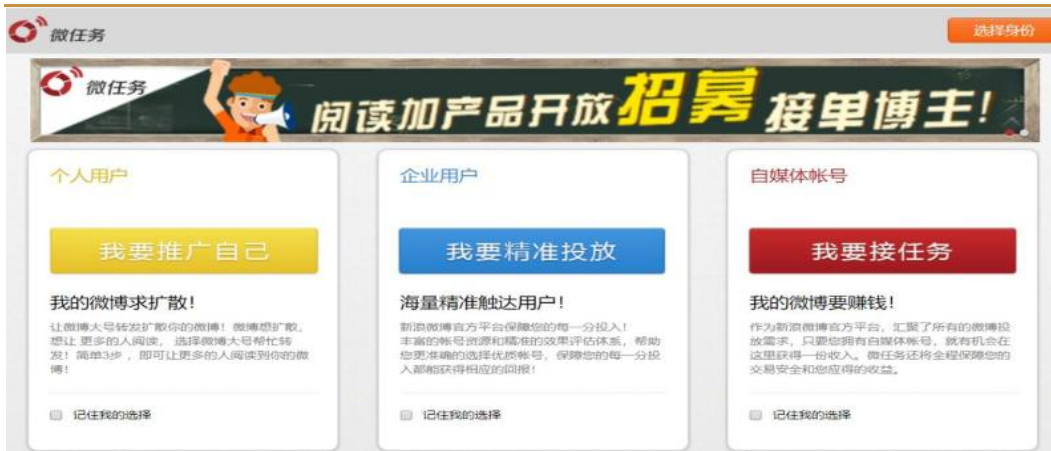 微任务
选择身份
微任务
阅读加产品开放招募接单博主!
个人用户
我要推广自己
我的微博求扩散!
让微博大号转发扩散你的微博! 微博想扩散,
想让 更多的人阅读, 选择微博大号帮忙转
发! 简单3步 , 即可让更多的人阅读到你的微
博!
记住我的选择
企业用户
我要精准投放
海量精准触达用户!
新浪微博官方平台保障您的每一分投入!
丰富的帐号资源和精准的效果评估体系, 帮助
您更准确的选择优质帐号, 保障您的每一分投
入都能获得相应的回报!
记住我的选择
自媒体帐号
我要接任务
我的微博要赚钱!
作为新浪微博官方平台, 汇聚了所有的微博投
放需求, 只要您拥有自媒体帐号, 就有机会在
这里获得一份收入。微任务还将全程保障您的
交易安全和您应得的收益。
记住我的选择